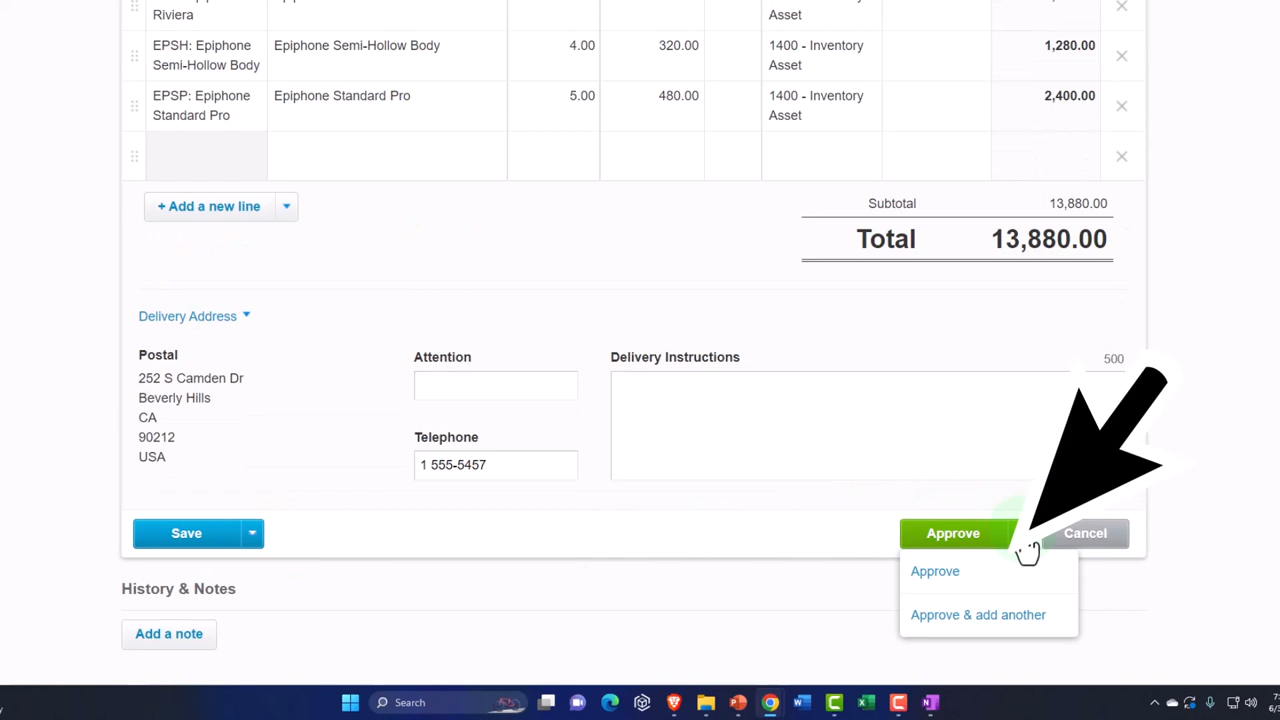 Riviera
Asset
EPSH: Epiphone Semi-Hollow Body 4.00 320.00 1400 - Inventory 1,280.00
Semi-Hollow Body Asset
EPSP: Epiphone Epiphone Standard Pro 5.00 480.00 1400 - Inventory 2,400.00
Standard Pro Asset
+ Add a new line
Subtotal 13,880.00
Total 13,880.00
Delivery Address
Postal
252 S Camden Dr
Beverly Hills
CA
90212
USA
Attention
Telephone
1 555-5457
Delivery Instructions
500
Save
Approve
Cancel
Approve
Approve & add another
History & Notes
Add a note
Search